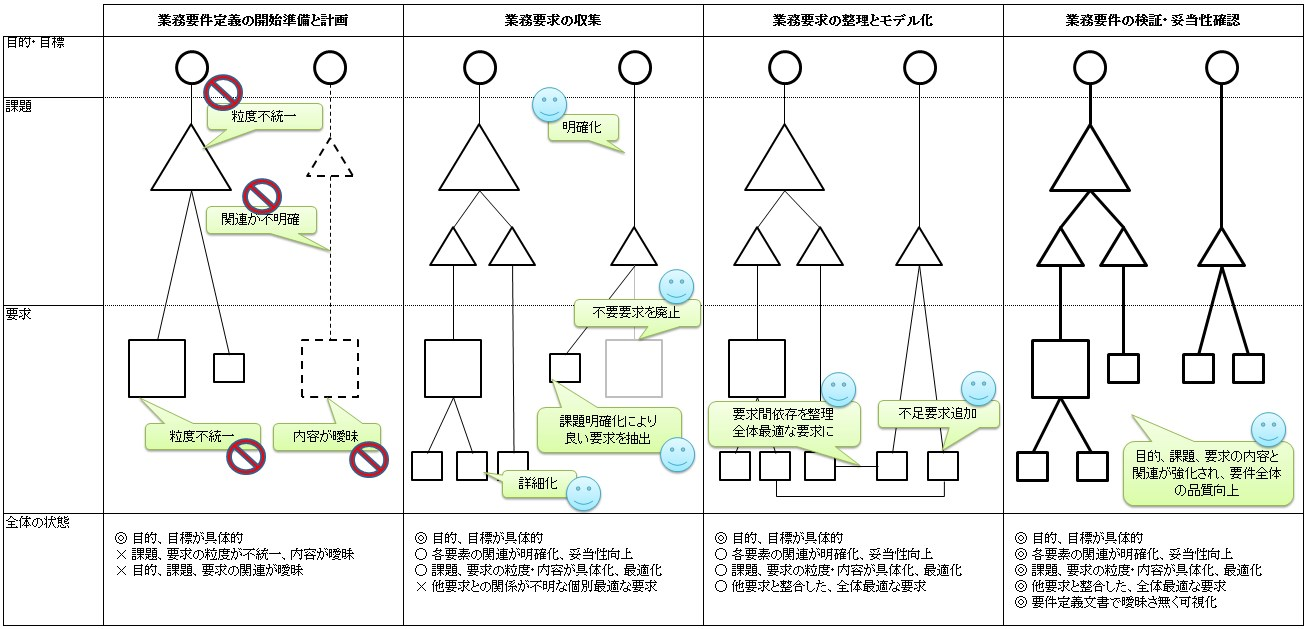 業務要件定義の開始準備と計画
業務要求の収集
業務要求の整理とモデル化
業務要件の検証・妥当性確認
目的・目標
課題
粒度不統一
関連が不明確
明確化
要求
不要要求を廃止
粒度不統一
内容が曖昧
課題明確化により
良い要求を抽出
詳細化
要求間依存を整理
全体最適な要求に
不足要求追加
目的、課題、要求の内容と
関連が強化され、要件全体
の品質向上
全体の状態
◎ 目的、目標が具体的
× 課題、要求の粒度が不統一、内容が曖昧
× 目的、課題、要求の関連が曖昧
◎ 目的、目標が具体的
○ 各要素の関連が明確化、妥当性向上
○ 課題、要求の粒度・内容が具体化、最適化
× 他要求との関係が不明な個別最適な要求
◎ 目的、目標が具体的
○ 各要素の関連が明確化、妥当性向上
○ 課題、要求の粒度・内容が具体化、最適化
○ 他要求と整合した、全体最適な要求
◎ 目的、目標が具体的
◎ 各要素の関連が明確化、妥当性向上
◎ 課題、要求の粒度・内容が具体化、最適化
◎ 他要求と整合した、全体最適な要求
◎ 要件定義文書で曖昧さ無く可視化